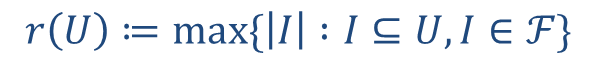 r(U) ≔ max{|I| : I ⊆ U, I ∈ ℱ}